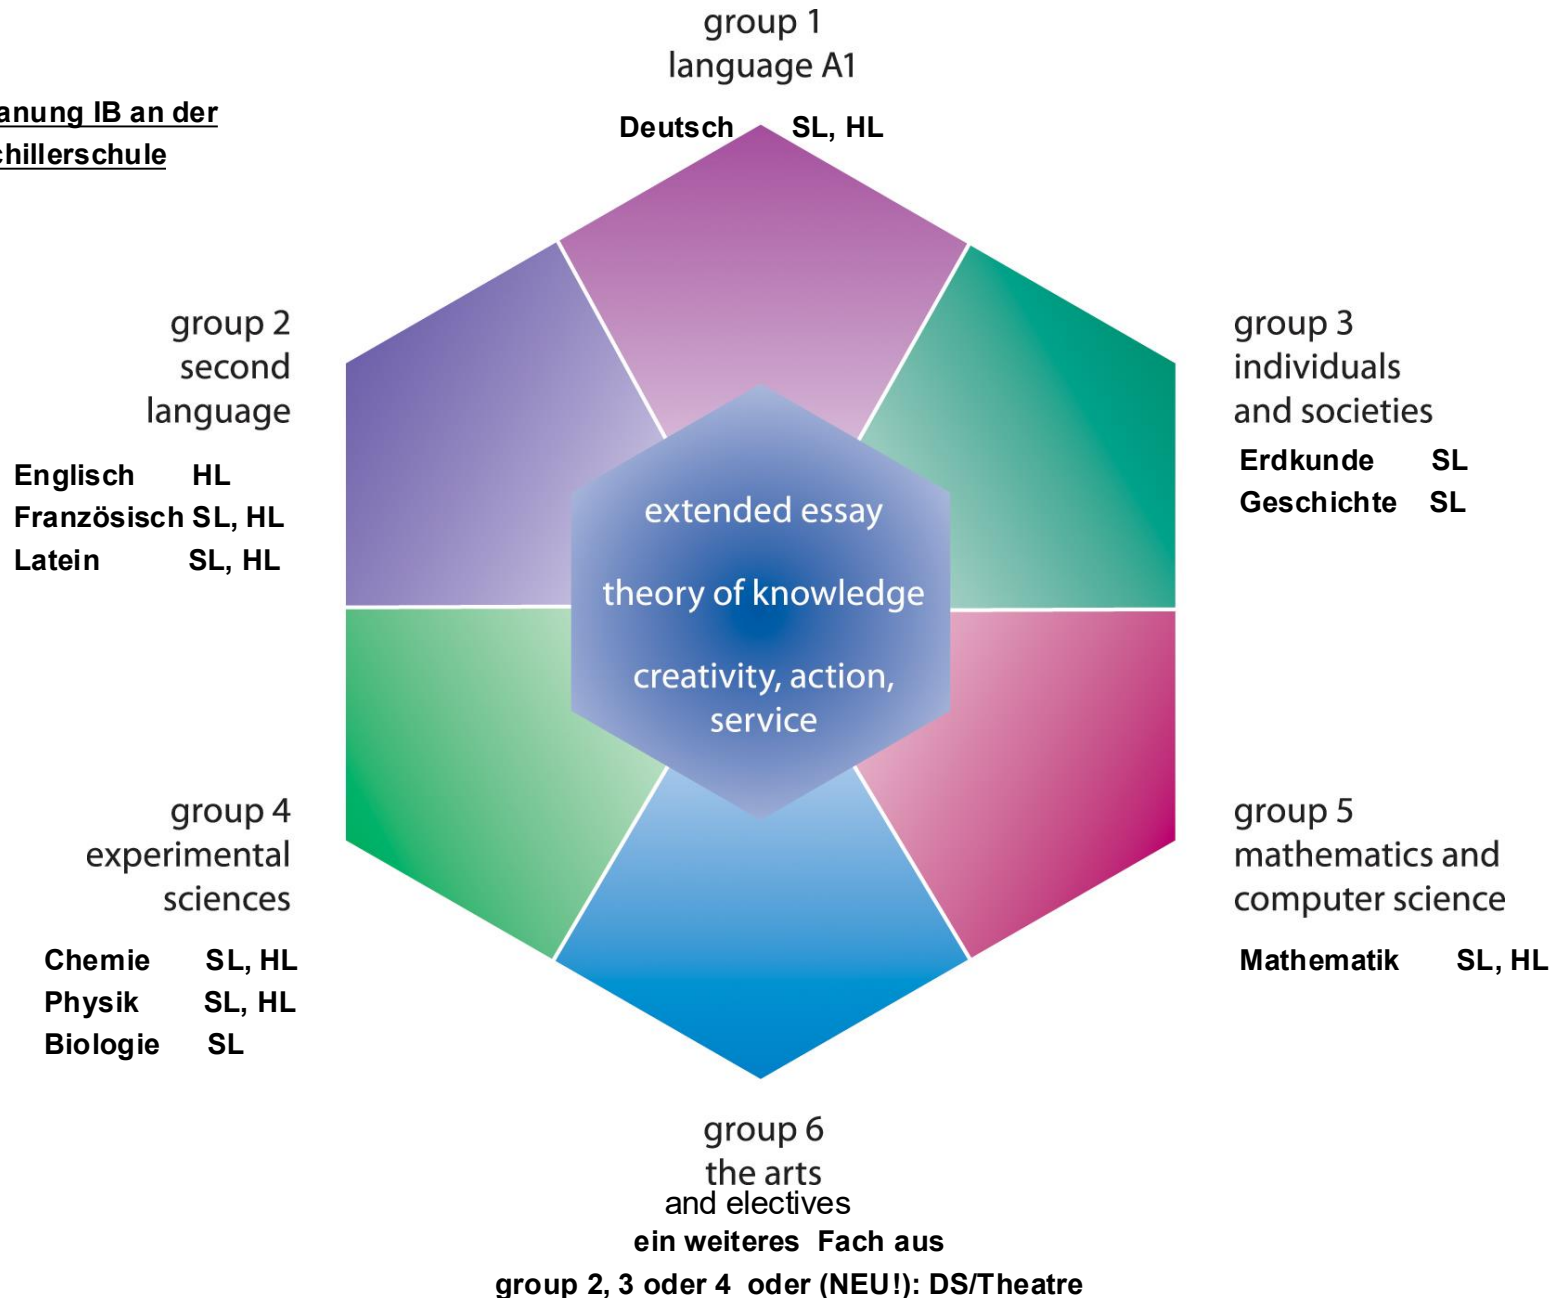 group 1
language A1
anung IB an der
chillerschule
Deutsch SL, HL
group 2
second
language
Englisch HL
Französisch SL, HL
Latein SL, HL
group 3
individuals
and societies
Erdkunde SL
Geschichte SL
extended essay
theory of knowledge
creativity, action,
service
group 4
experimental
sciences
Chemie SL, HL
Physik SL, HL
Biologie SL
group 5
mathematics and
computer science
Mathematik SL, HL
group 6
the arts
and electives
ein weiteres Fach aus
group 2, 3 oder 4 oder (NEU!): DS/Theatre